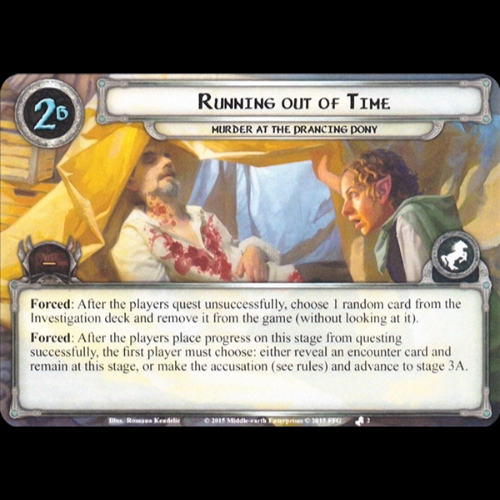 2B
Running out of Time
Murder at the Prancing Pony
Forced: After the players quest unsuccessfully, choose 1 random card from the
Investigation deck and remove it from the game (without looking at it).
Forced: After the players place progress on this stage from questing
successfully, the first player must choose: either reveal an encounter card and
remain at this stage, or make the accusation (see rules) and advance to stage 3A.
Illus. Romana Kendelic © 2015 Middle-earth Enterprises © 2015 FFG 2